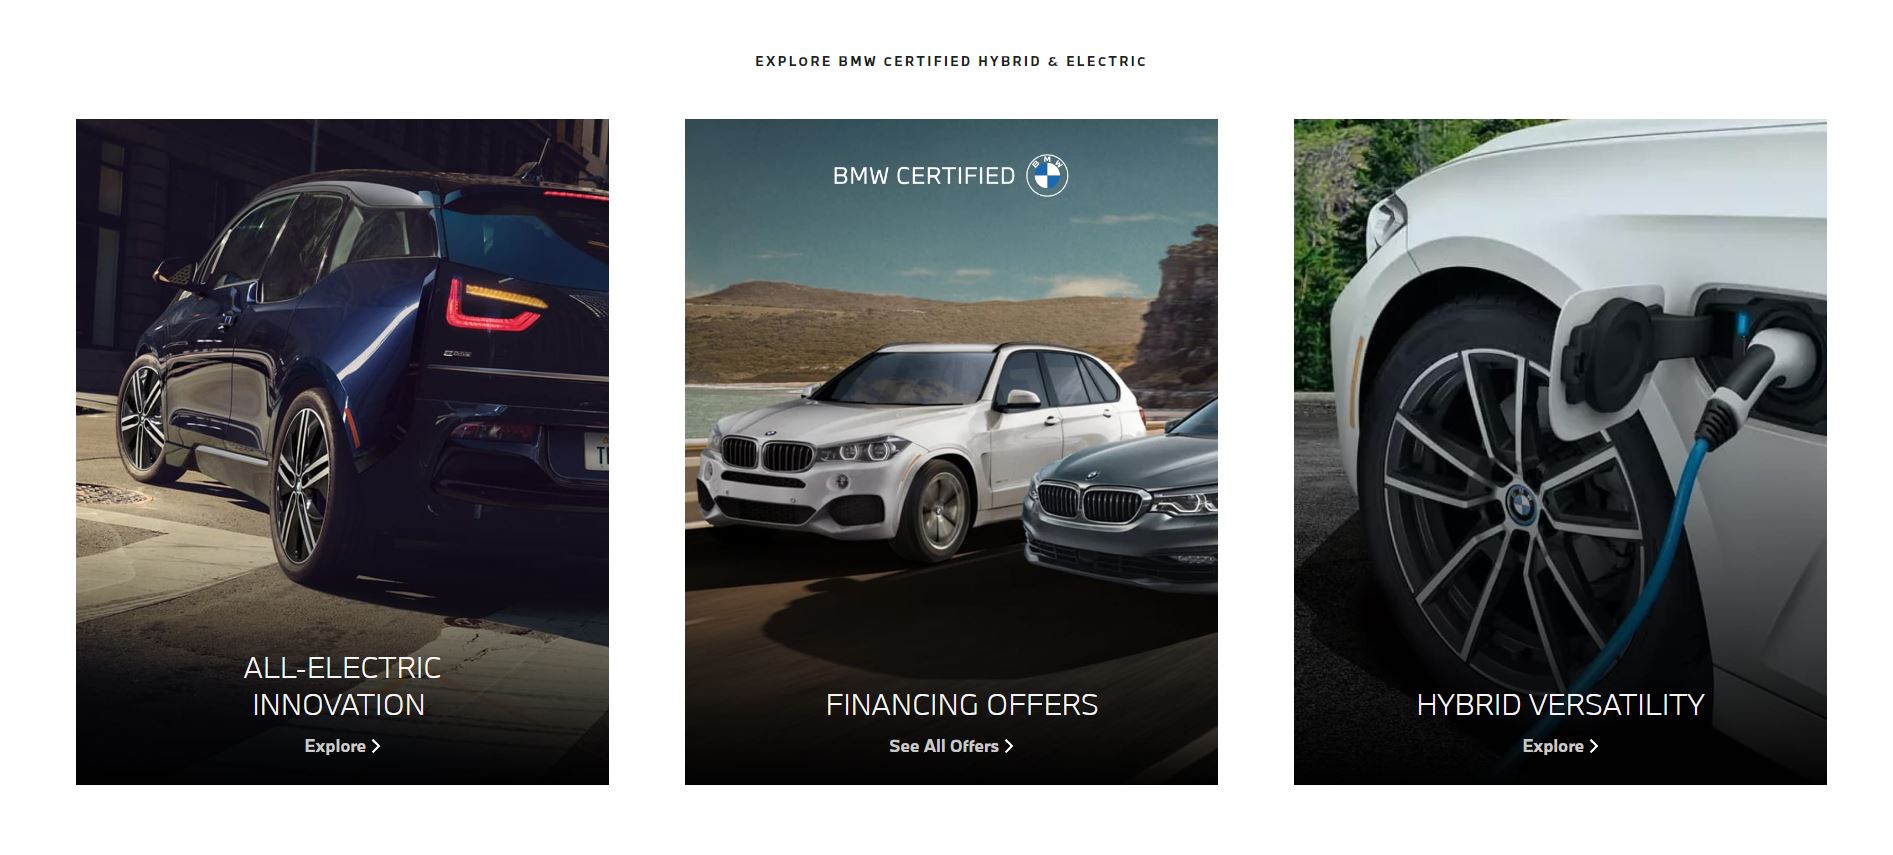 EXPLORE BMW CERTIFIED HYBRID & ELECTRIC
ALL-ELECTRIC
INNOVATION
Explore
BMW CERTIFIED
BMW
FINANCING OFFERS
See All Offers
HYBRID VERSATILITY
Explore